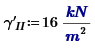 γ'II := 16 kN/m²